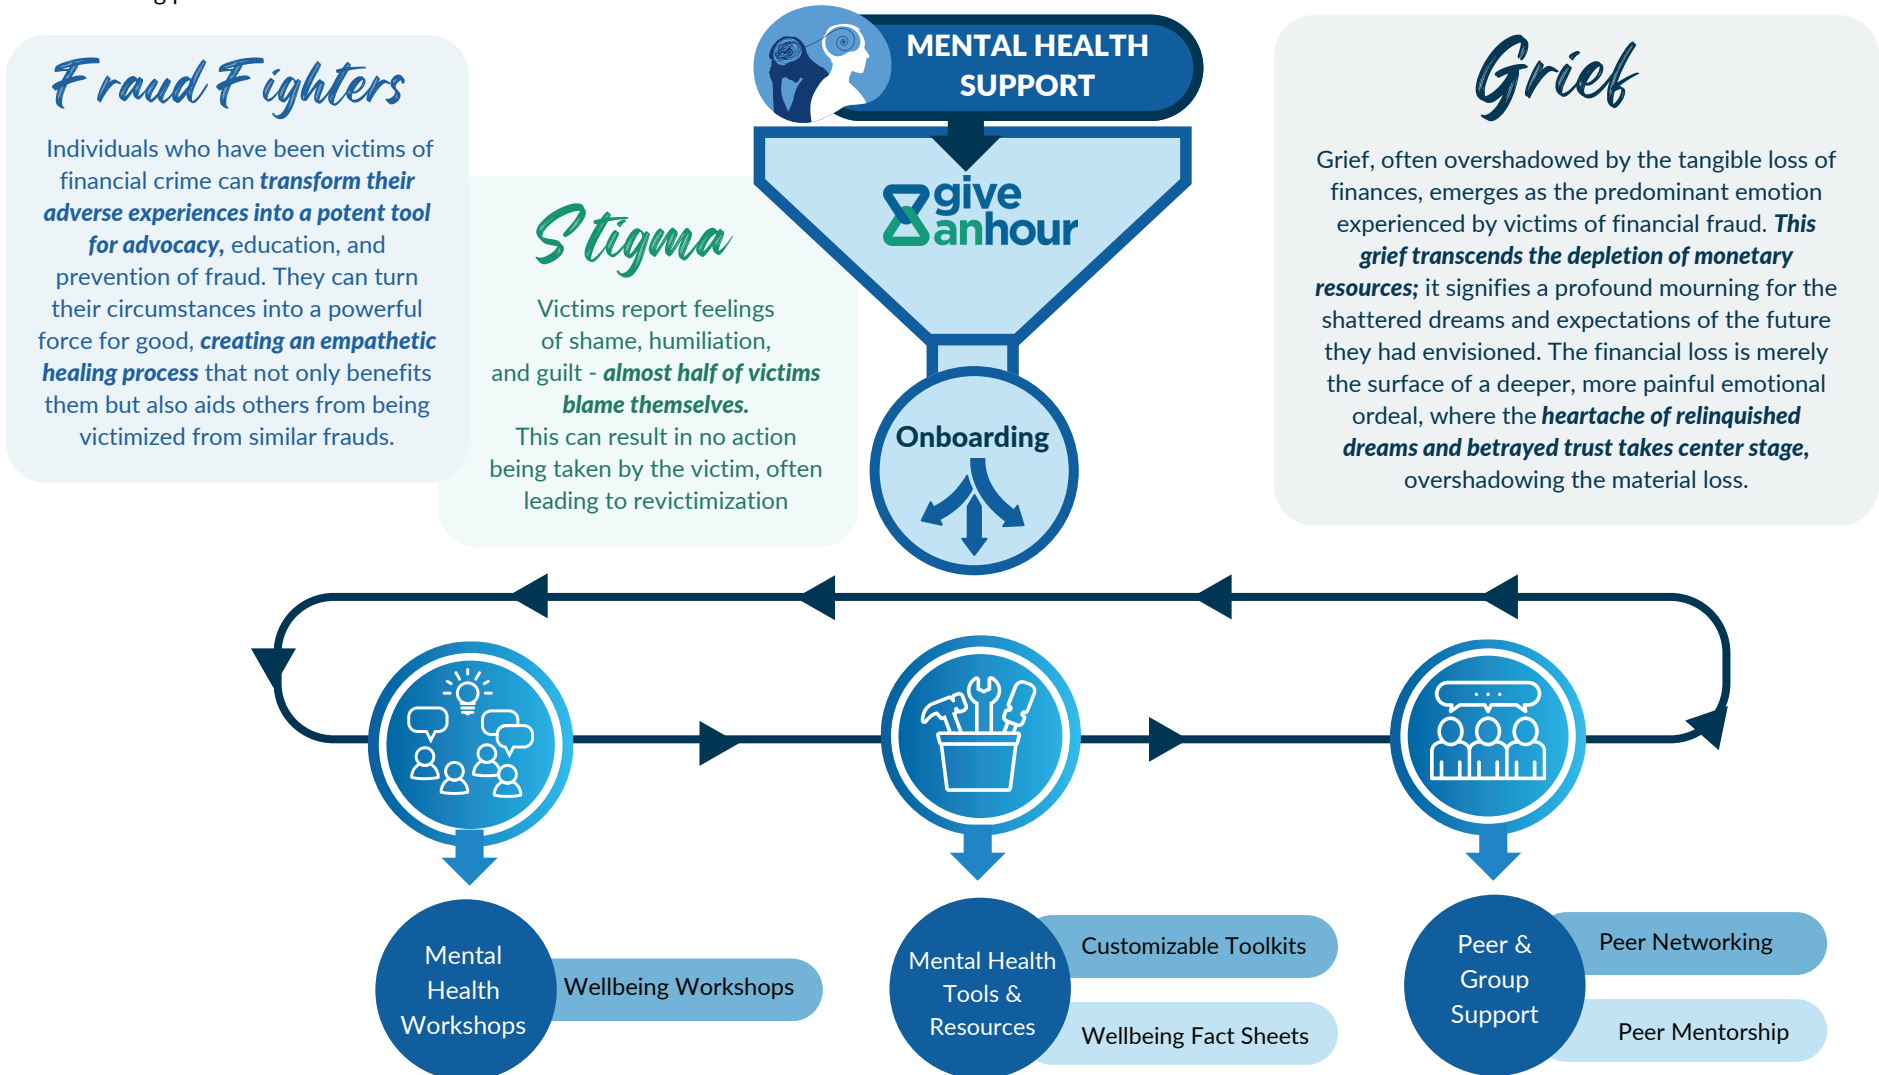 Fraud Fighters
Individuals who have been victims of
financial crime can transform their
adverse experiences into a potent tool
for advocacy, education, and
prevention of fraud. They can turn
their circumstances into a powerful
force for good, creating an empathetic
healing process that not only benefits
them but also aids others from being
victimized from similar frauds.
Stigma
Victims report feelings
of shame, humiliation,
and guilt - almost half of victims
blame themselves.
This can result in no action
being taken by the victim, often
leading to revictimization
MENTAL HEALTH
SUPPORT
give
anhour
Onboarding
Grief
Grief, often overshadowed by the tangible loss of
finances, emerges as the predominant emotion
experienced by victims of financial fraud. This
grief transcends the depletion of monetary
resources; it signifies a profound mourning for the
shattered dreams and expectations of the future
they had envisioned. The financial loss is merely
the surface of a deeper, more painful emotional
ordeal, where the heartache of relinquished
dreams and betrayed trust takes center stage,
overshadowing the material loss.
Mental
Health
Workshops
Wellbeing Workshops
Mental Health
Tools &
Resources
Customizable Toolkits
Wellbeing Fact Sheets
Peer &
Group
Support
Peer Networking
Peer Mentorship